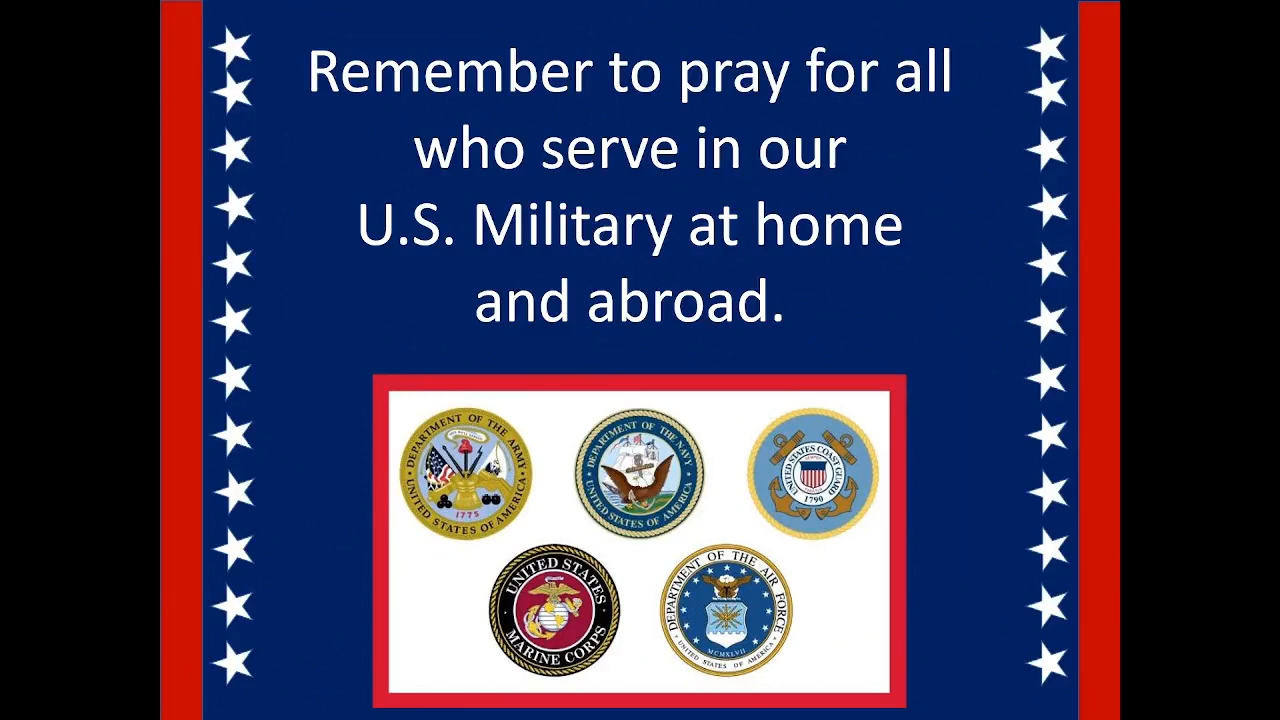 Remember to pray for all
who serve in our
U.S. Military at home
and abroad.
DEPARTMENT OF THE ARMY
UNITED STATES OF AMERICA
1775
DEPARTMENT OF THE NAVY
UNITED STATES OF AMERICA
UNITED STATES COAST GUARD
1790
UNITED STATES
MARINE CORPS
DEPARTMENT OF THE AIR FORCE
MCMXLVII
UNITED STATES OF AMERICA